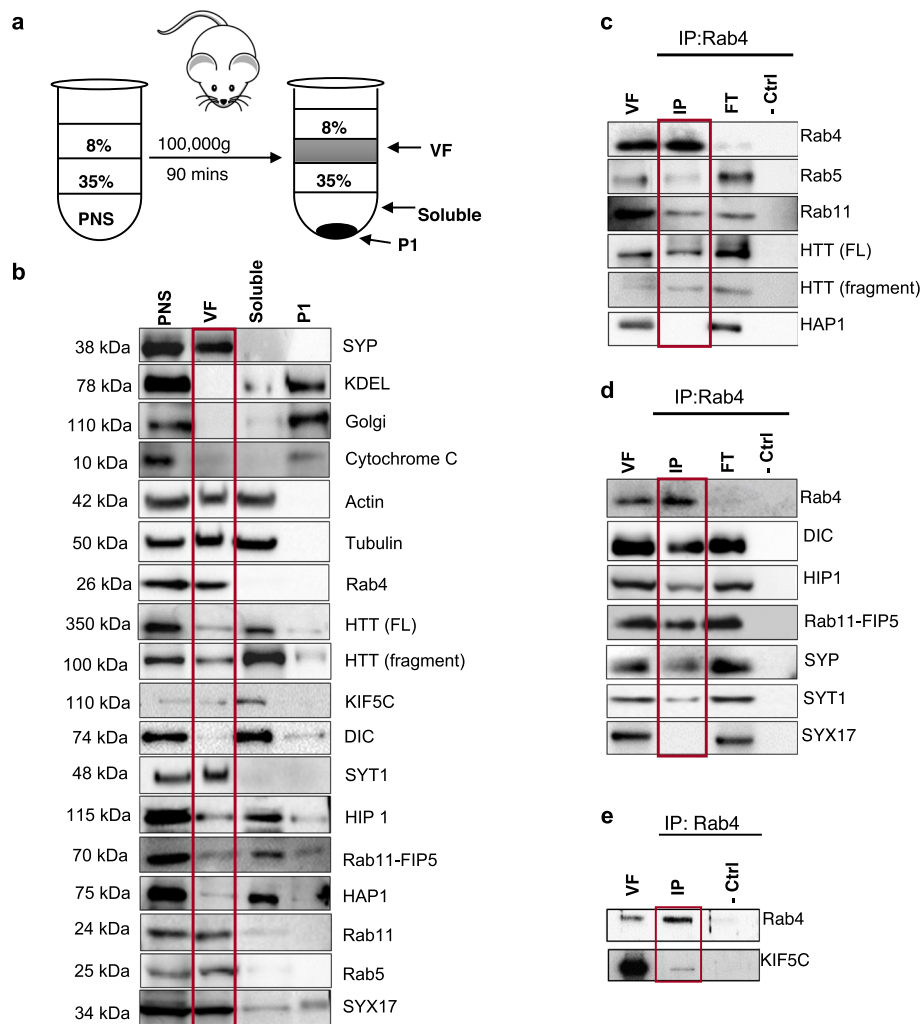 a
8%
35%
PNS
100,000g
90 mins
8%
35%
VF
Soluble
P1
b
PNS
VF
Soluble
P1
38 kDa SYP
78 kDa KDEL
110 kDa Golgi
10 kDa Cytochrome C
42 kDa Actin
50 kDa Tubulin
26 kDa Rab4
350 kDa HTT (FL)
100 kDa HTT (fragment)
110 kDa KIF5C
74 kDa DIC
48 kDa SYT1
115 kDa HIP 1
70 kDa Rab11-FIP5
75 kDa HAP1
24 kDa Rab11
25 kDa Rab5
34 kDa SYX17
c
IP:Rab4
VF
IP
FT
- Ctrl
Rab4
Rab5
Rab11
HTT (FL)
HTT (fragment)
HAP1
d
IP:Rab4
VF
IP
FT
- Ctrl
Rab4
DIC
HIP1
Rab11-FIP5
SYP
SYT1
SYX17
e
IP: Rab4
VF
IP
- Ctrl
Rab4
KIF5C